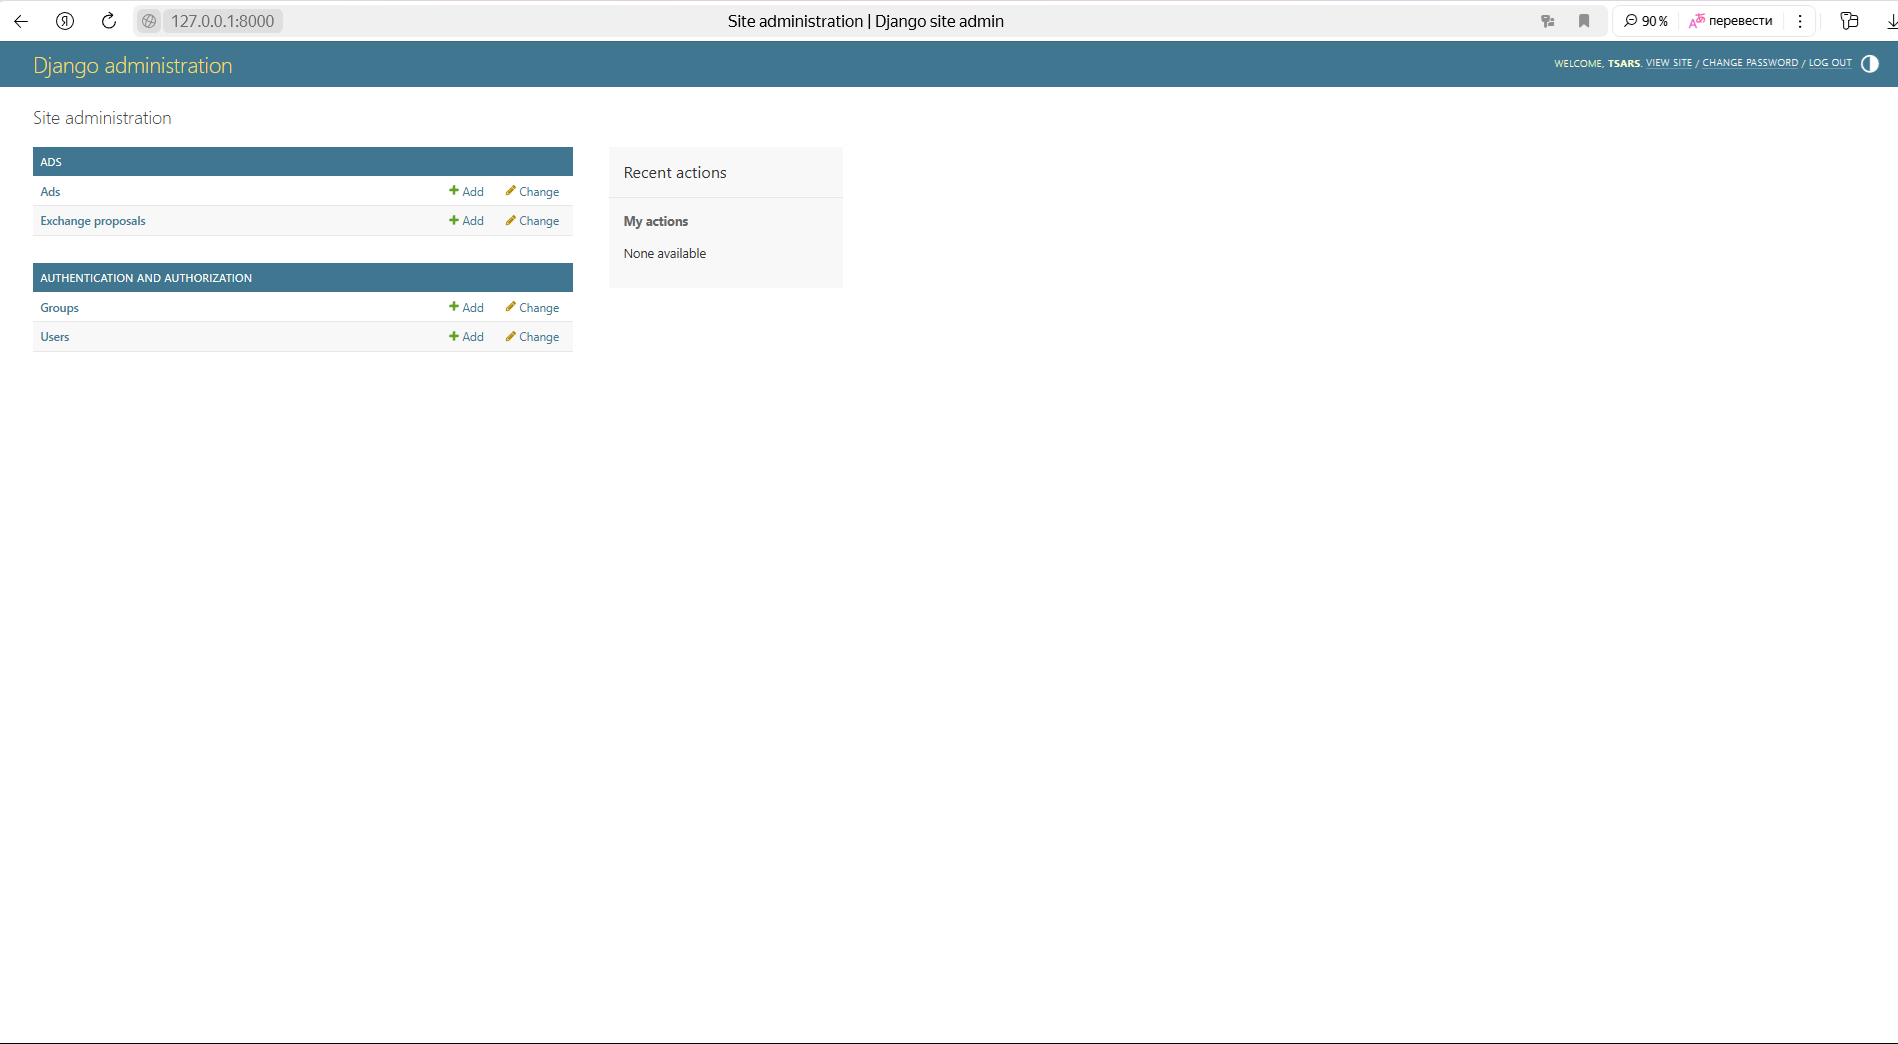 Я 127.0.0.1:8000 Site administration | Django site admin 90% перевести
Django administration WELCOME, TSARS. VIEW SITE / CHANGE PASSWORD / LOG OUT
Site administration
ADS
Ads Add Change
Exchange proposals Add Change
AUTHENTICATION AND AUTHORIZATION
Groups Add Change
Users Add Change
Recent actions
My actions
None available